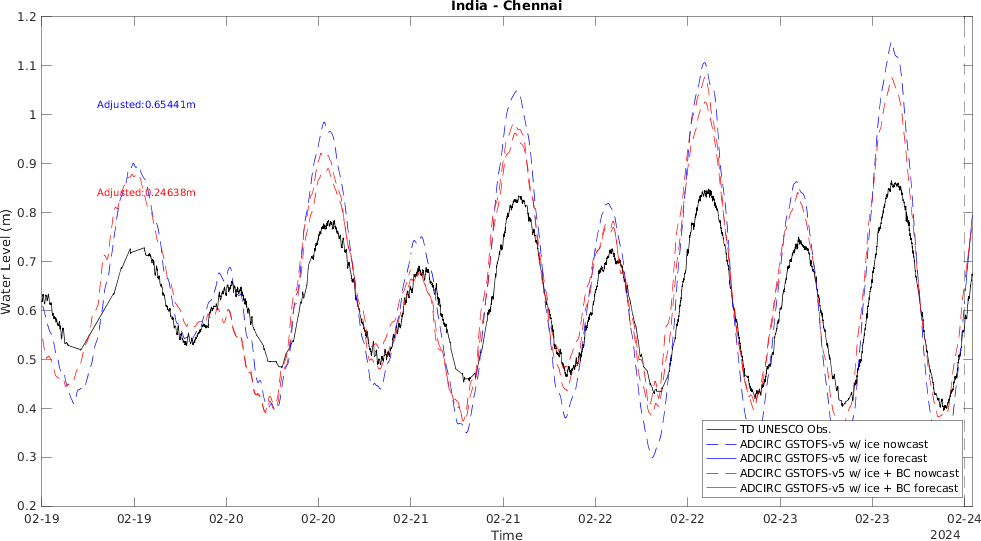 India - Chennai
1.2
1.1
1
0.9
0.8
0.7
0.6
0.5
0.4
0.3
0.2
Water Level (m)
Adjusted:0.65441m
Adjusted:0.24638m
TD UNESCO Obs.
ADCIRC GSTOFS-v5 w/ ice nowcast
ADCIRC GSTOFS-v5 w/ ice forecast
ADCIRC GSTOFS-v5 w/ ice + BC nowcast
ADCIRC GSTOFS-v5 w/ ice + BC forecast
02-19 02-19 02-20 02-20 02-21 02-21 02-22 02-22 02-23 02-23 02-24
Time 2024